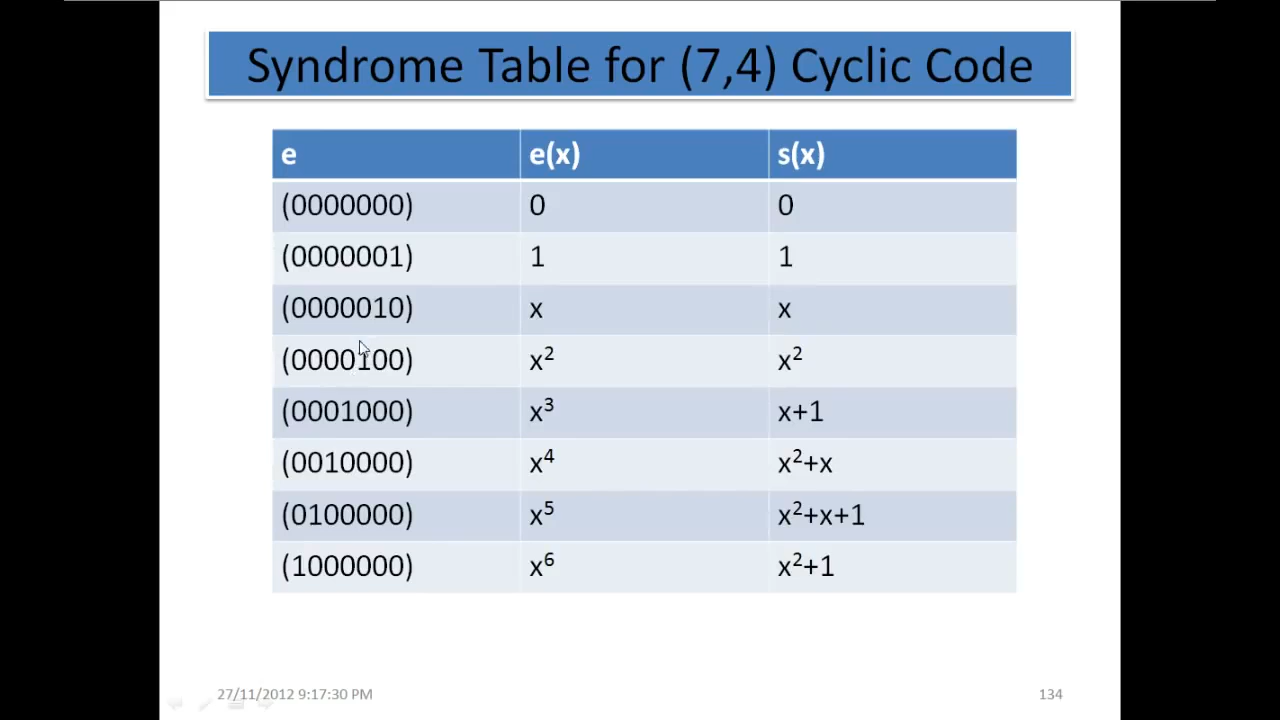 Syndrome Table for (7,4) Cyclic Code
e e(x) s(x)
(0000000) 0 0
(0000001) 1 1
(0000010) x x
(0000100) x² x²
(0001000) x³ x+1
(0010000) x⁴ x²+x
(0100000) x⁵ x²+x+1
(1000000) x⁶ x²+1
27/11/2012 9:17:30 PM 134